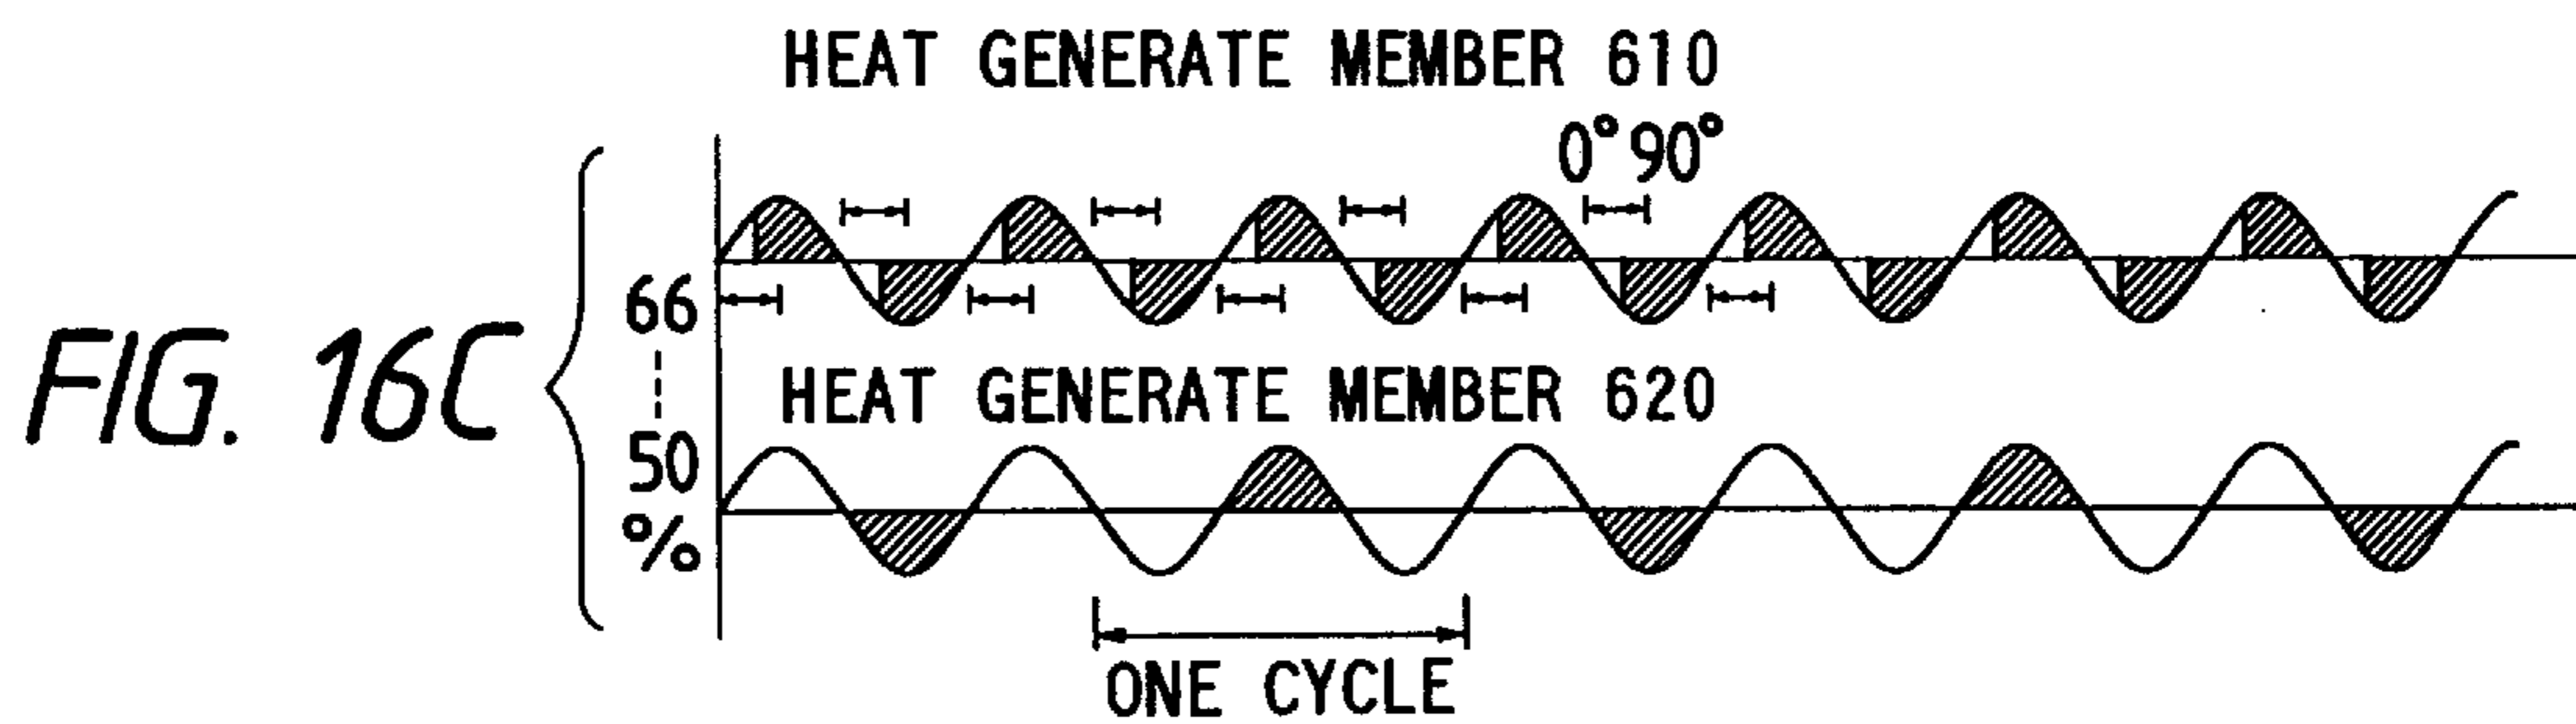 HEAT GENERATE MEMBER 610
0° 90°
FIG. 16C
66
50
%
HEAT GENERATE MEMBER 620
ONE CYCLE